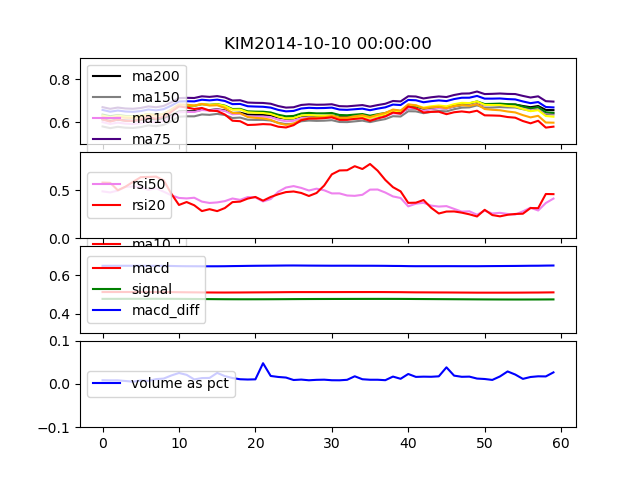 KIM2014-10-10 00:00:00
0.8
0.6
ma200
ma150
ma100
ma75
0.5
0.0
rsi50
rsi20
ma10
0.6
0.4
macd
signal
macd_diff
0.1
0.0
−0.1
volume as pct
0 10 20 30 40 50 60